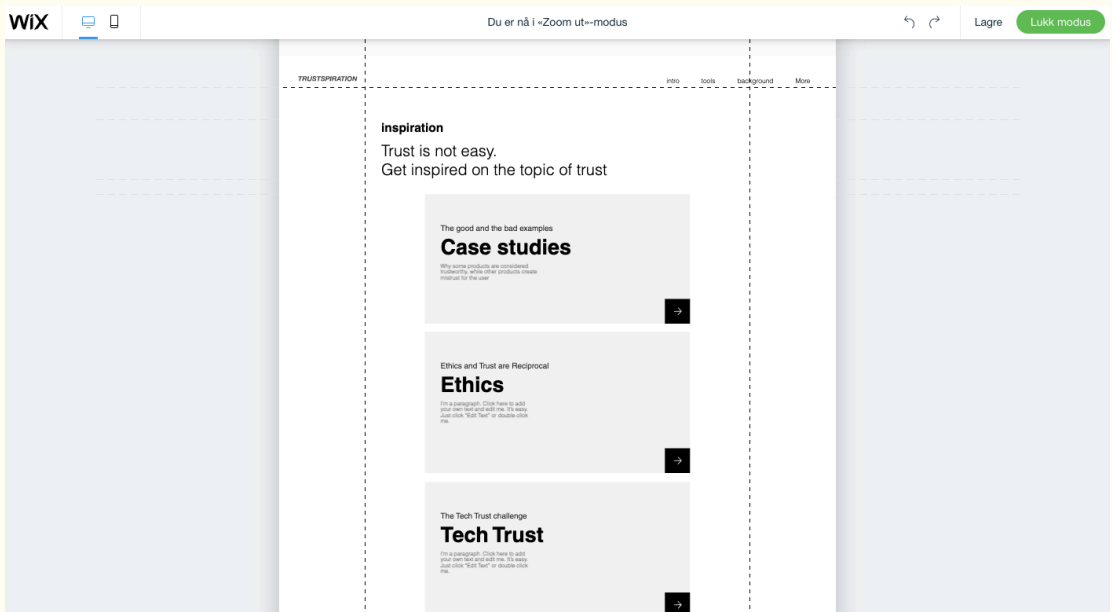 WiX
Du er nå i «Zoom ut»-modus
Lagre
Lukk modus
TRUSTSPIRATION
intro
tools
background
More
inspiration
Trust is not easy.
Get inspired on the topic of trust
The good and the bad examples
Case studies
Why some products are considered
trustworthy, while other products create
mistrust for the user
Ethics and Trust are Reciprocal
Ethics
I'm a paragraph. Click here to add
your own text and edit me. It's easy.
Just click "Edit Text" or double click
me.
The Tech Trust challenge
Tech Trust
I'm a paragraph. Click here to add
your own text and edit me. It's easy.
Just click "Edit Text" or double click
me.